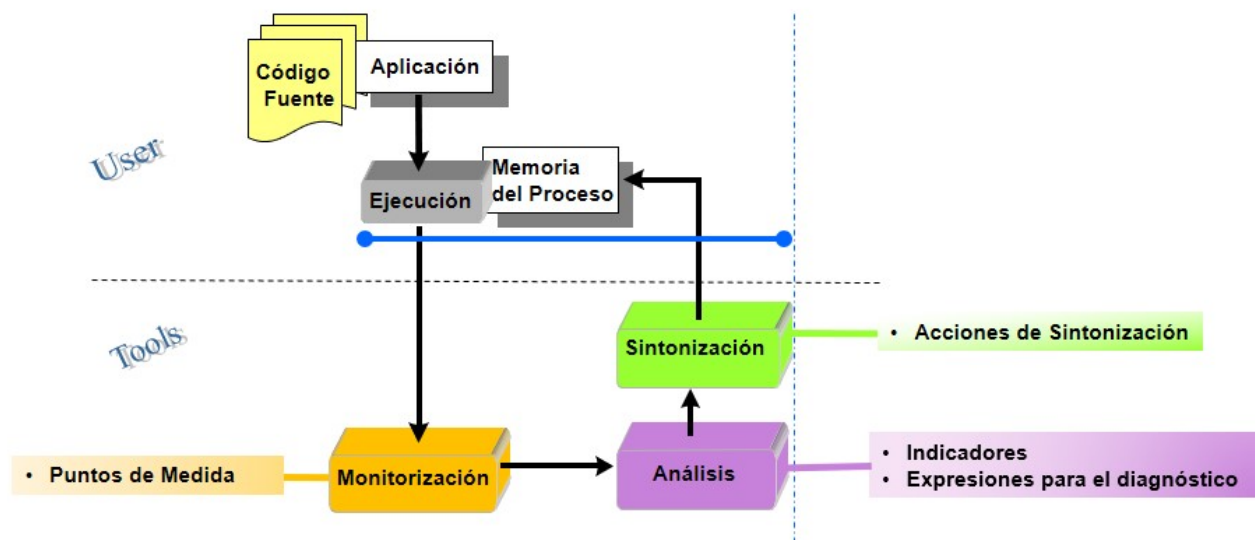 Código
Fuente
Aplicación
User
Memoria
del Proceso
Ejecución
Tools
Sintonización
• Acciones de Sintonización
• Puntos de Medida
Monitorización
Análisis
• Indicadores
• Expresiones para el diagnóstico